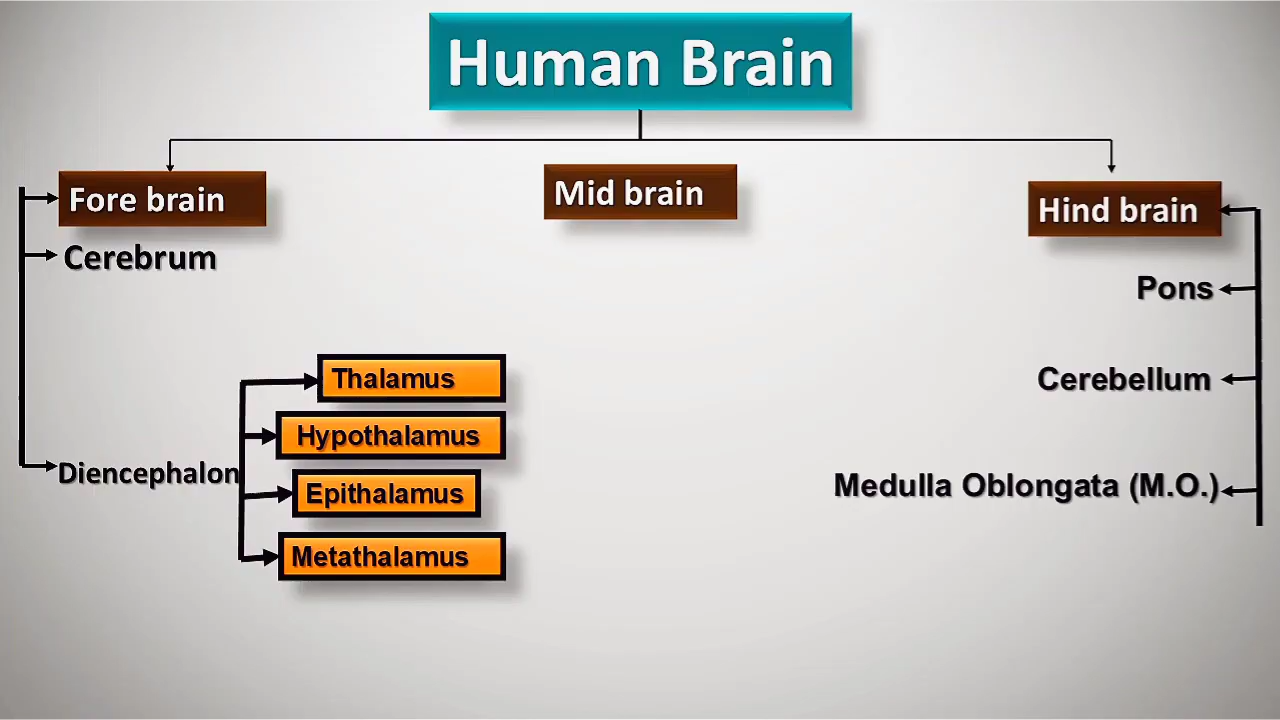 Human Brain
Fore brain
Mid brain
Hind brain
Cerebrum
Pons
Thalamus
Cerebellum
Hypothalamus
Diencephalon
Epithalamus
Medulla Oblongata (M.O.)
Metathalamus